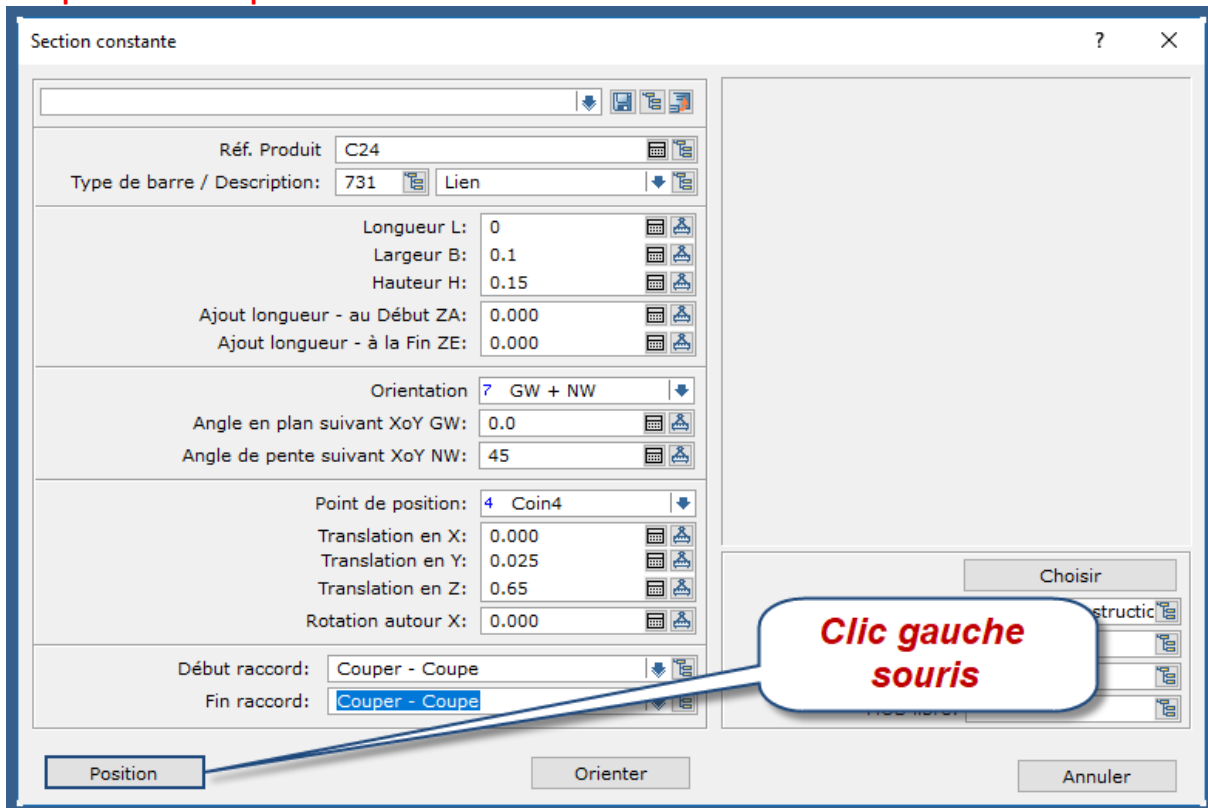 Section constante
?
Réf. Produit C24
Type de barre / Description: 731 Lien
Longueur L: 0
Largeur B: 0.1
Hauteur H: 0.15
Ajout longueur - au Début ZA: 0.000
Ajout longueur - à la Fin ZE: 0.000
Orientation 7 GW + NW
Angle en plan suivant XoY GW: 0.0
Angle de pente suivant XoY NW: 45
Point de position: 4 Coin4
Translation en X: 0.000
Translation en Y: 0.025
Translation en Z: 0.65
Rotation autour X: 0.000
Début raccord: Couper - Coupe
Fin raccord: Couper - Coupe
Choisir
Clic gauche
souris
Position
Orienter
Annuler